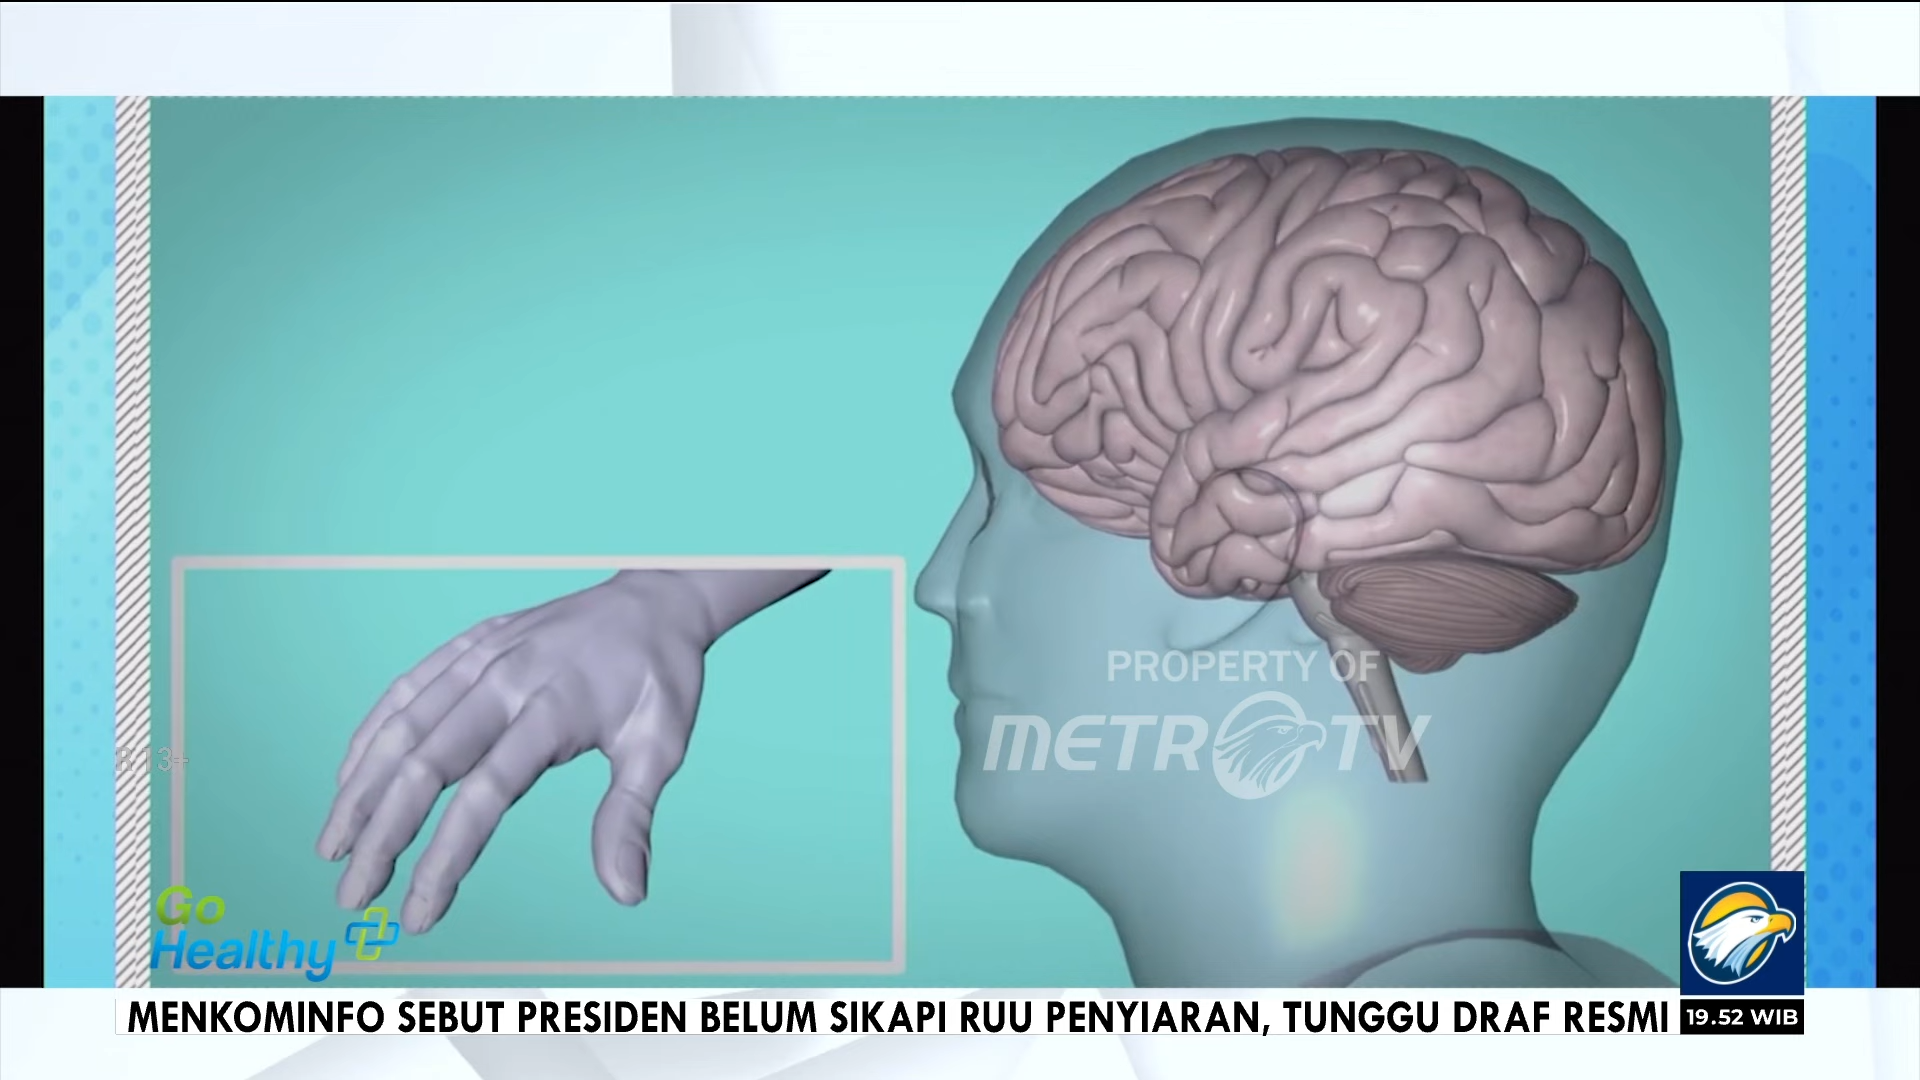 PROPERTY OF
METRO TV
R 13+
Go
Healthy
MENKOMINFO SEBUT PRESIDEN BELUM SIKAPI RUU PENYIARAN, TUNGGU DRAF RESMI
19.52 WIB